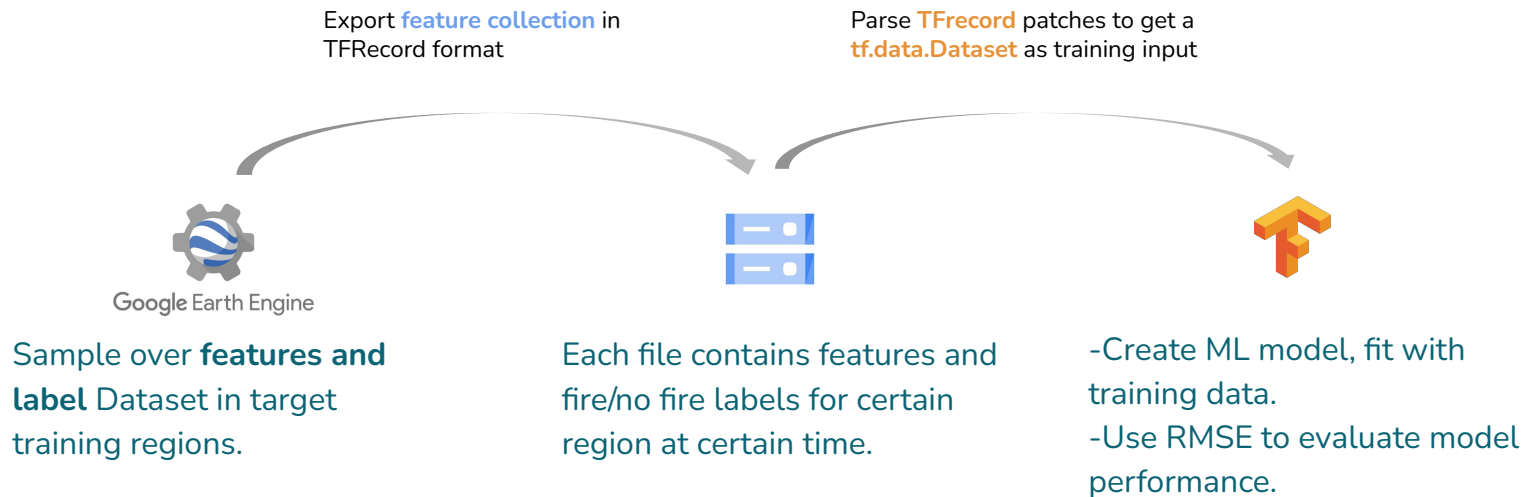 Export feature collection in
TFRecord format
Parse TFrecord patches to get a
tf.data.Dataset as training input
Google Earth Engine
Sample over features and
label Dataset in target
training regions.
Each file contains features and
fire/no fire labels for certain
region at certain time.
-Create ML model, fit with
training data.
-Use RMSE to evaluate model
performance.